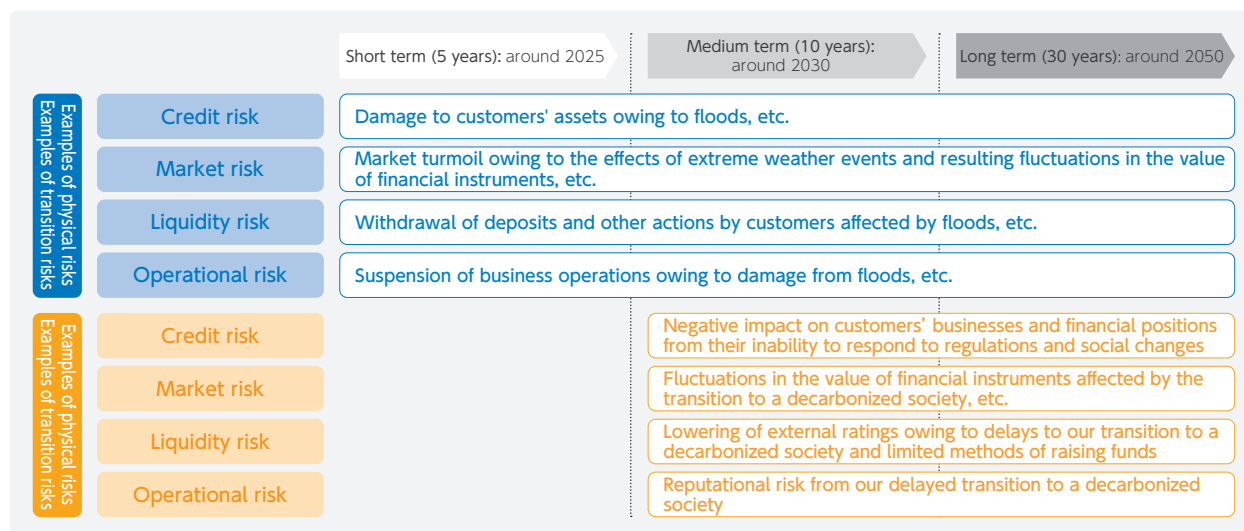 Short term (5 years): around 2025
Medium term (10 years):
around 2030
Long term (30 years): around 2050
Examples of physical risks
Examples of transition risks
Credit risk
Damage to customers' assets owing to floods, etc.
Market risk
Market turmoil owing to the effects of extreme weather events and resulting fluctuations in the value
of financial instruments, etc.
Liquidity risk
Withdrawal of deposits and other actions by customers affected by floods, etc.
Operational risk
Suspension of business operations owing to damage from floods, etc.
Examples of physical risks
Examples of transition risks
Credit risk
Negative impact on customers' businesses and financial positions
from their inability to respond to regulations and social changes
Market risk
Fluctuations in the value of financial instruments affected by the
transition to a decarbonized society, etc.
Liquidity risk
Lowering of external ratings owing to delays to our transition to a
decarbonized society and limited methods of raising funds
Operational risk
Reputational risk from our delayed transition to a decarbonized
society